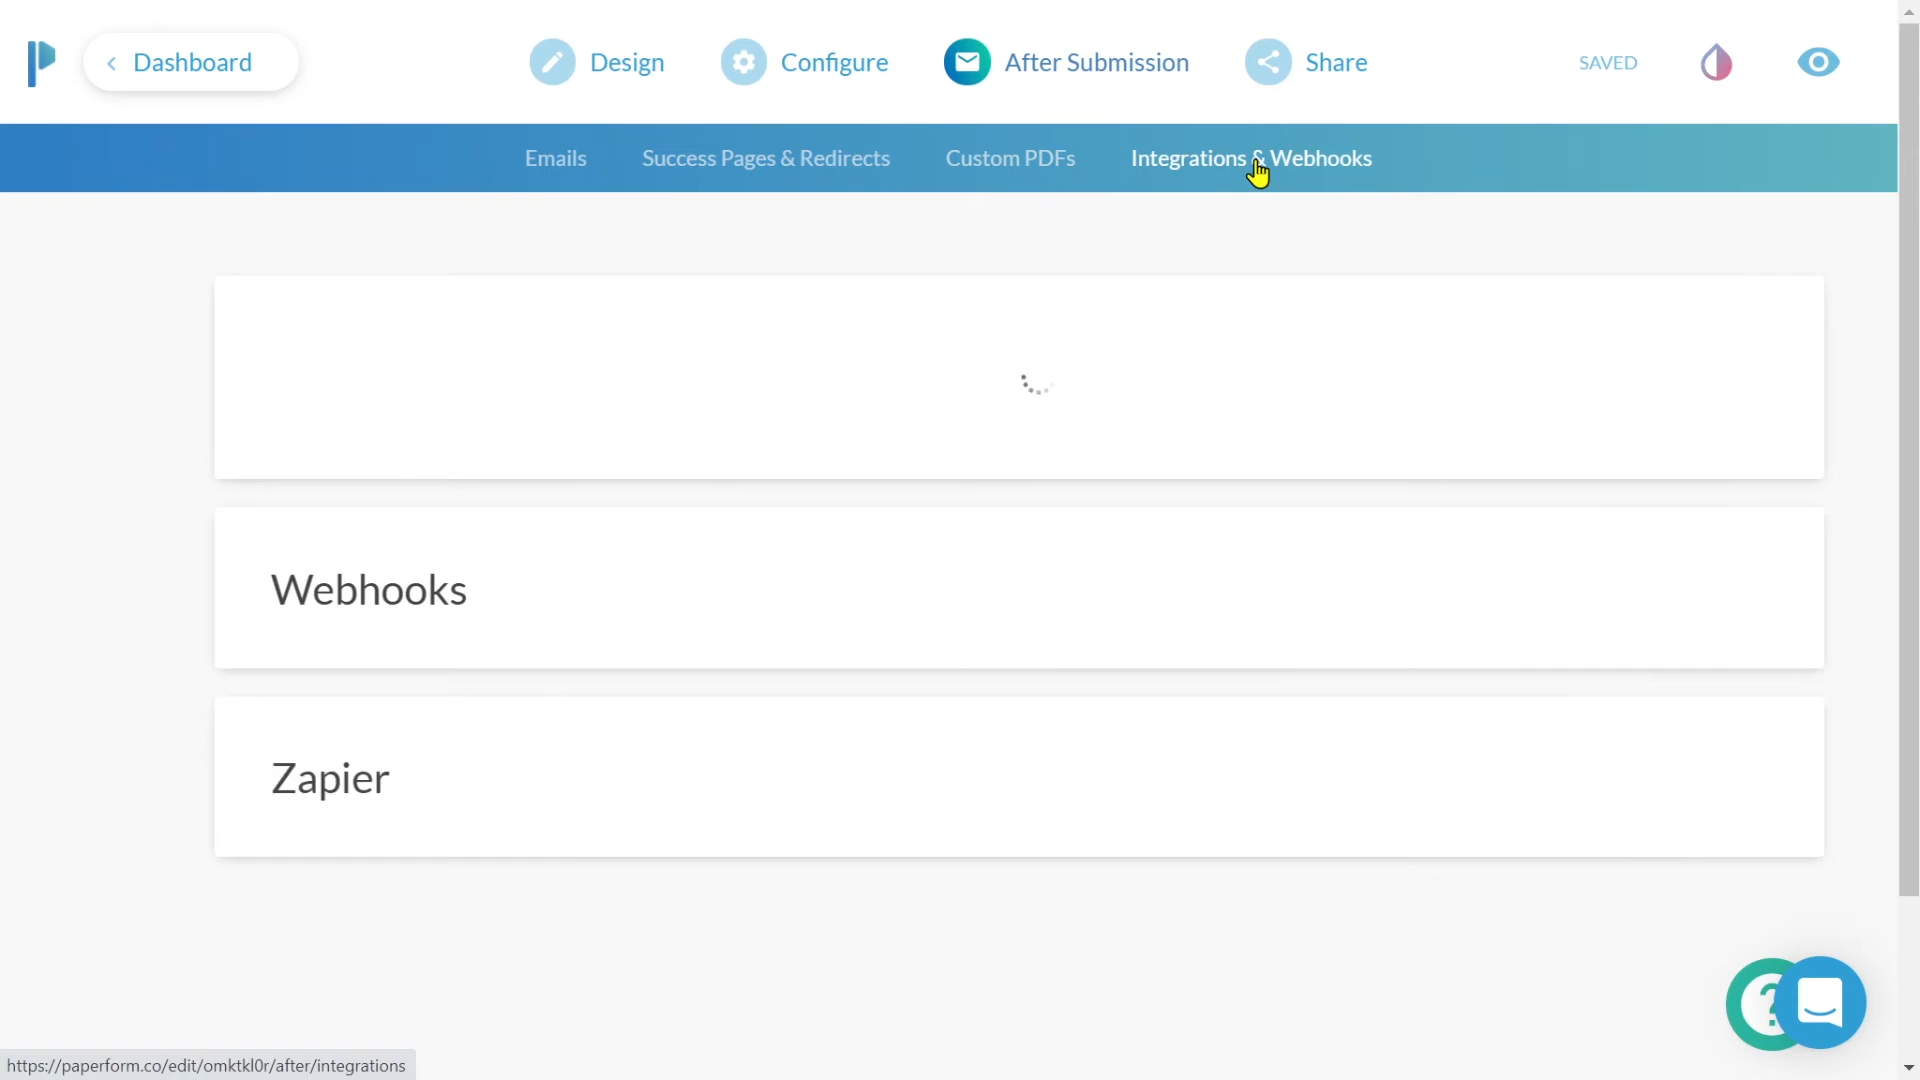 Dashboard
Design
Configure
After Submission
Share
SAVED
Emails
Success Pages & Redirects
Custom PDFs
Integrations & Webhooks
Webhooks
Zapier
?
https://paperform.co/edit/omktkl0r/after/integrations